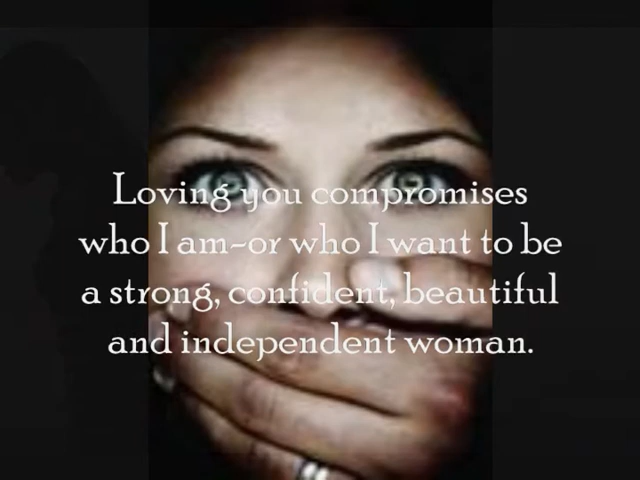 Loving you compromises
who I am-or who I want to be
a strong, confident, beautiful
and independent woman.